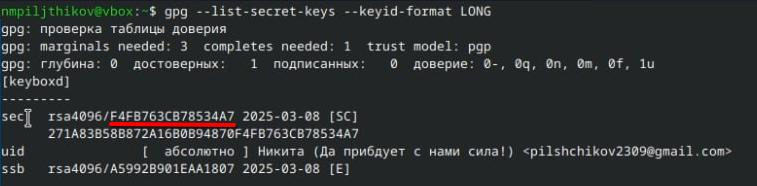 nmpiljthikov@vbox:~$ gpg --list-secret-keys --keyid-format LONG
gpg: проверка таблицы доверия
gpg: marginals needed: 3  completes needed: 1  trust model: pgp
gpg: глубина: 0  достоверных:   1  подписанных:   0  доверие: 0-, 0q, 0n, 0m, 0f, 1u
[keyboxd]
---------
sec   rsa4096/F4FB763CB78534A7 2025-03-08 [SC]
      271A83B58B872A16B0B94870F4FB763CB78534A7
uid              [  абсолютно ] Никита (Да прибдует с нами сила!) <pilshchikov2309@gmail.com>
ssb   rsa4096/A5992B901EAA1807 2025-03-08 [E]